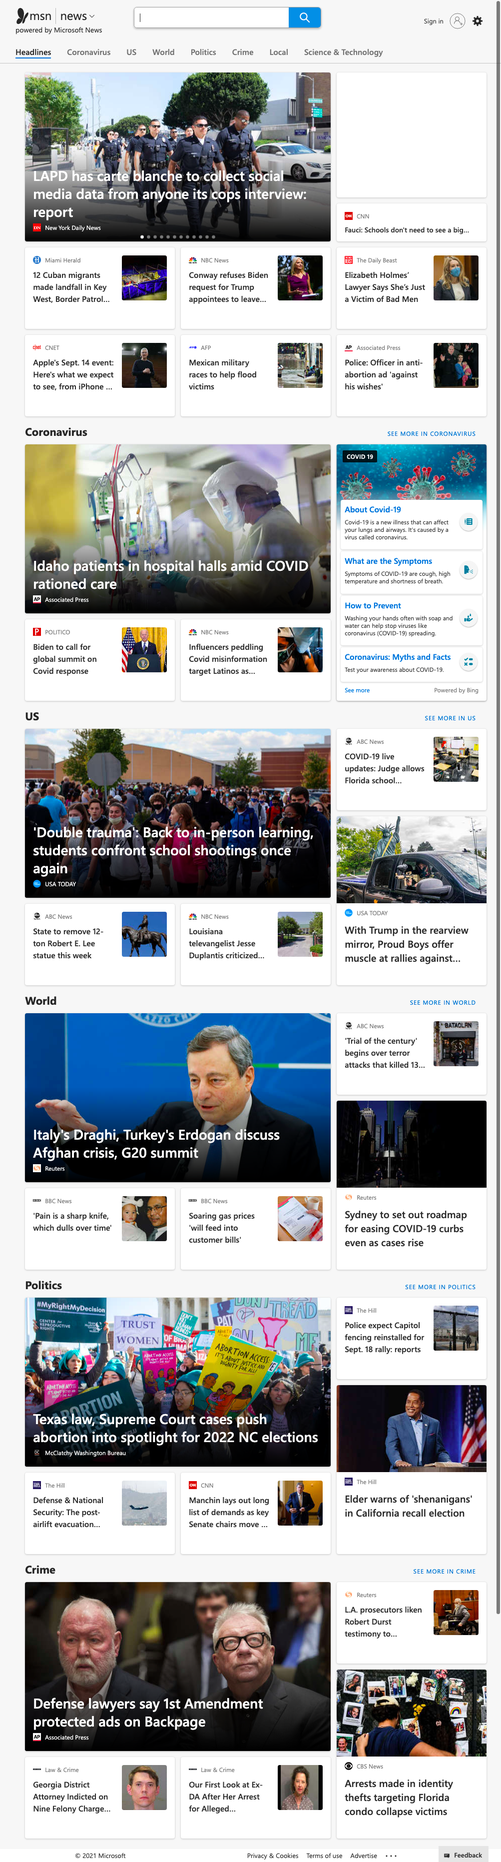 msn news
powered by Microsoft News
Sign in
Headlines Coronavirus US World Politics Crime Local Science & Technology
LAPD has carte blanche to collect social
media data from anyone its cops interview:
report
New York Daily News
CNN
Fauci: Schools don't need to see a big...
Miami Herald
12 Cuban migrants
made landfall in Key
West, Border Patrol...
NBC News
Conway refuses Biden
request for Trump
appointees to leave...
The Daily Beast
Elizabeth Holmes'
Lawyer Says She's Just
a Victim of Bad Men
CNET
Apple's Sept. 14 event:
Here's what we expect
to see, from iPhone ...
AFP
Mexican military
races to help flood
victims
Associated Press
Police: Officer in anti-
abortion ad 'against
his wishes'
Coronavirus
SEE MORE IN CORONAVIRUS
Idaho patients in hospital halls amid COVID
rationed care
Associated Press
COVID 19
About Covid-19
Covid-19 is a new illness that can affect
your lungs and airways. It's caused by a
virus called coronavirus.
What are the Symptoms
Symptoms of COVID-19 are cough, high
temperature and shortness of breath.
How to Prevent
Washing your hands often with soap and
water can help stop viruses like
coronavirus (COVID-19) spreading.
Coronavirus: Myths and Facts
Test your awareness about COVID-19.
See more
Powered by Bing
POLITICO
Biden to call for
global summit on
Covid response
NBC News
Influencers peddling
Covid misinformation
target Latinos as...
US
SEE MORE IN US
'Double trauma': Back to in-person learning,
students confront school shootings once
again
USA TODAY
ABC News
COVID-19 live
updates: Judge allows
Florida school...
USA TODAY
With Trump in the rearview
mirror, Proud Boys offer
muscle at rallies against...
ABC News
State to remove 12-
ton Robert E. Lee
statue this week
NBC News
Louisiana
televangelist Jesse
Duplantis criticized...
World
SEE MORE IN WORLD
Italy's Draghi, Turkey's Erdogan discuss
Afghan crisis, G20 summit
Reuters
ABC News
'Trial of the century'
begins over terror
attacks that killed 13...
BATACLAN
Reuters
Sydney to set out roadmap
for easing COVID-19 curbs
even as cases rise
BBC News
'Pain is a sharp knife,
which dulls over time'
BBC News
Soaring gas prices
'will feed into
customer bills'
Politics
SEE MORE IN POLITICS
#MyRightMyDecision
CENTER for
REPRODUCTIVE
RIGHTS
TRUST
WOMEN
DON'T TREAD
ME
ABORTION ACCESS:
ABORTION
Texas law, Supreme Court cases push
abortion into spotlight for 2022 NC elections
McClatchy Washington Bureau
The Hill
Police expect Capitol
fencing reinstalled for
Sept. 18 rally: reports
The Hill
Elder warns of 'shenanigans'
in California recall election
The Hill
Defense & National
Security: The post-
airlift evacuation...
CNN
Manchin lays out long
list of demands as key
Senate chairs move ...
Crime
SEE MORE IN CRIME
Defense lawyers say 1st Amendment
protected ads on Backpage
Associated Press
Reuters
L.A. prosecutors liken
Robert Durst
testimony to...
CBS News
Arrests made in identity
thefts targeting Florida
condo collapse victims
Law & Crime
Georgia District
Attorney Indicted on
Nine Felony Charge...
Law & Crime
Our First Look at Ex-
DA After Her Arrest
for Alleged...
© 2021 Microsoft
Privacy & Cookies Terms of use Advertise ...
Feedback